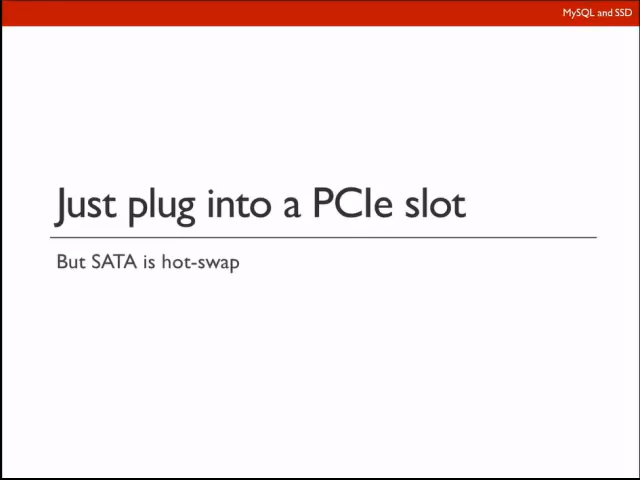 MySQL and SSD
Just plug into a PCIe slot
But SATA is hot-swap